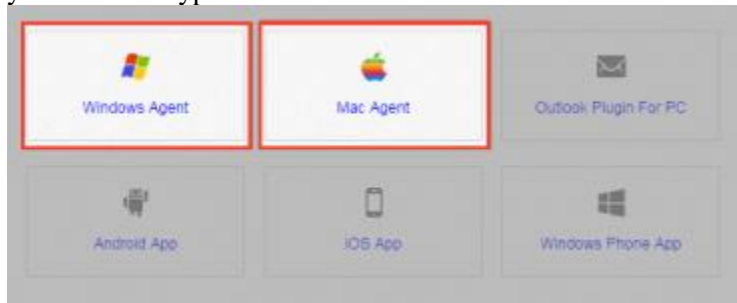 Windows Agent
Mac Agent
Outlook Plugin For PC
Android App
iOS App
Windows Phone App